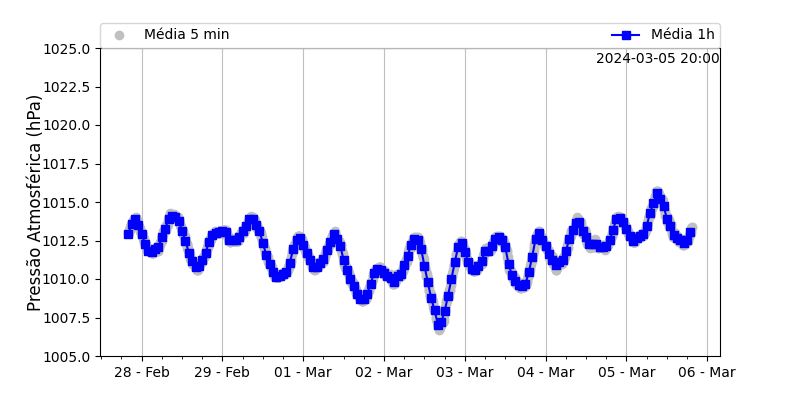 Média 5 min
Média 1h
2024-03-05 20:00
Pressão Atmosférica (hPa)
1025.0
1022.5
1020.0
1017.5
1015.0
1012.5
1010.0
1007.5
1005.0
28 - Feb
29 - Feb
01 - Mar
02 - Mar
03 - Mar
04 - Mar
05 - Mar
06 - Mar